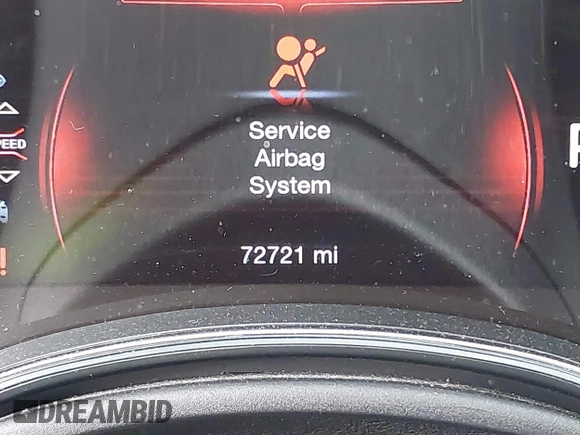 Service
Airbag
System
SPEED
72721 mi
DREAMBID